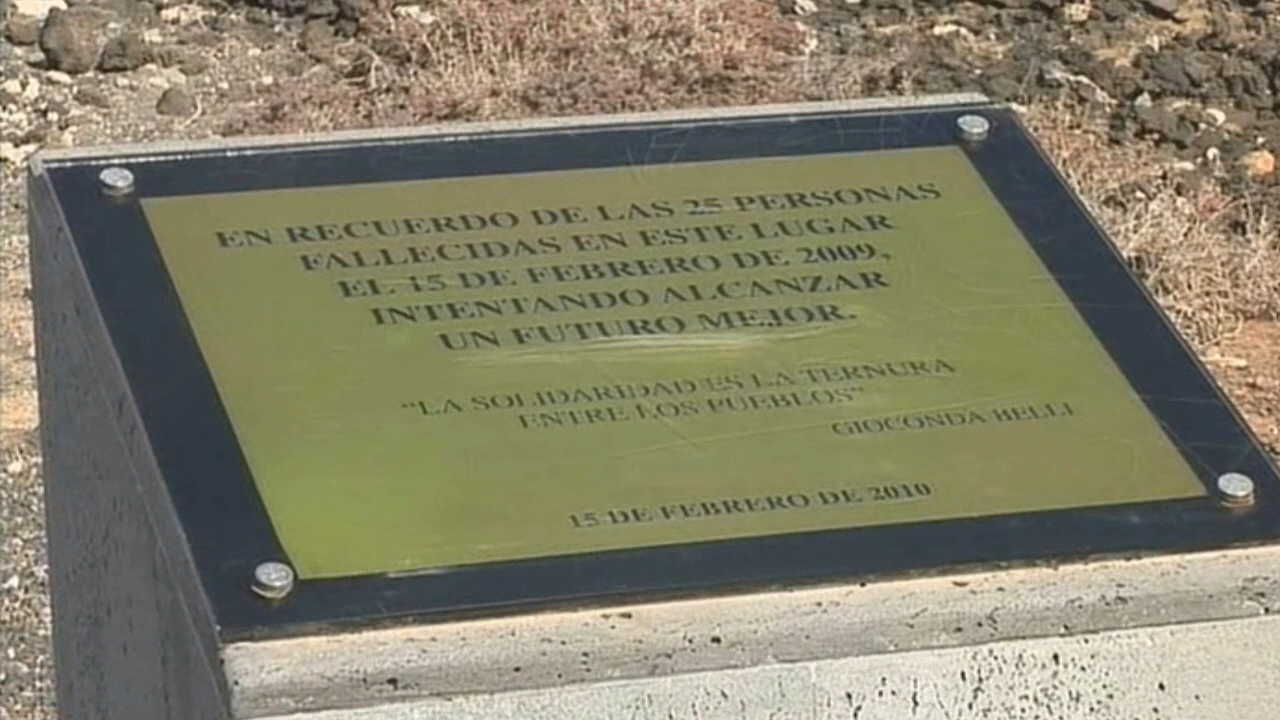 EN RECUERDO DE LAS 25 PERSONAS
FALLECIDAS EN ESTE LUGAR
EL 15 DE FEBRERO DE 2009,
INTENTANDO ALCANZAR
UN FUTURO MEJOR.
“LA SOLIDARIDAD ES LA TERNURA
ENTRE LOS PUEBLOS”
GIOCONDA BELLI
15 DE FEBRERO DE 2010